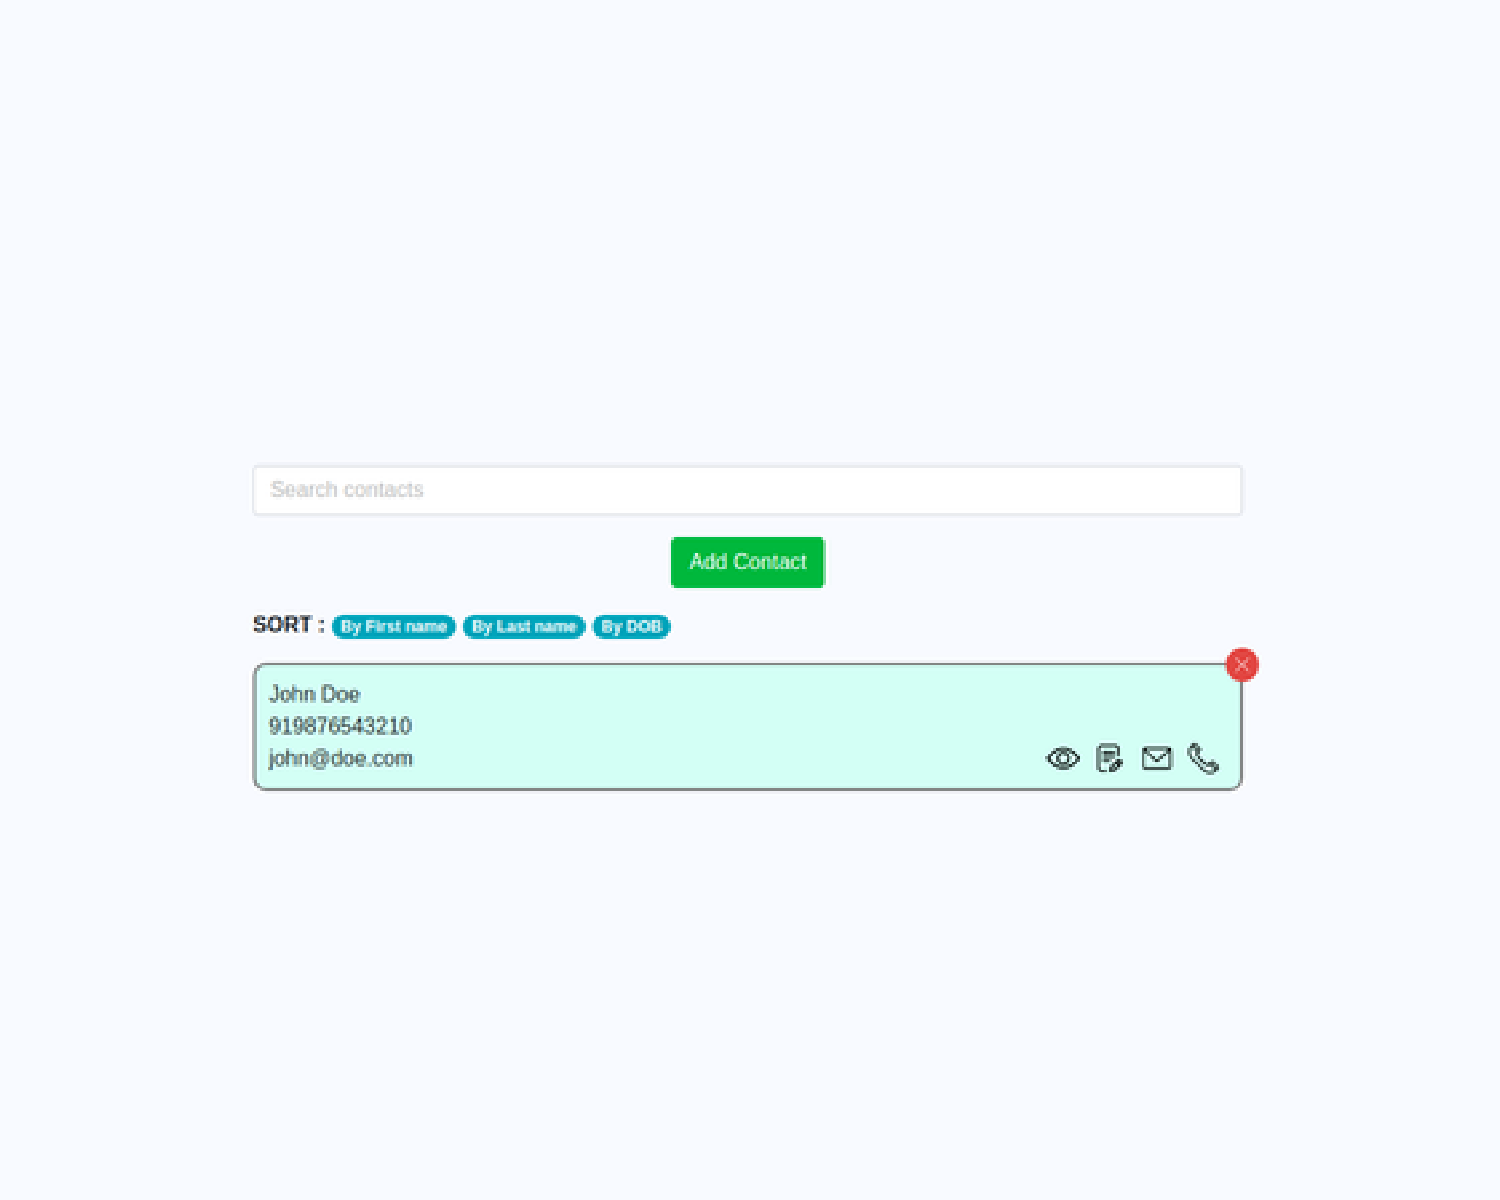 Search contacts
Add Contact
SORT : By First name By Last name By DOB
John Doe
919876543210
john@doe.com